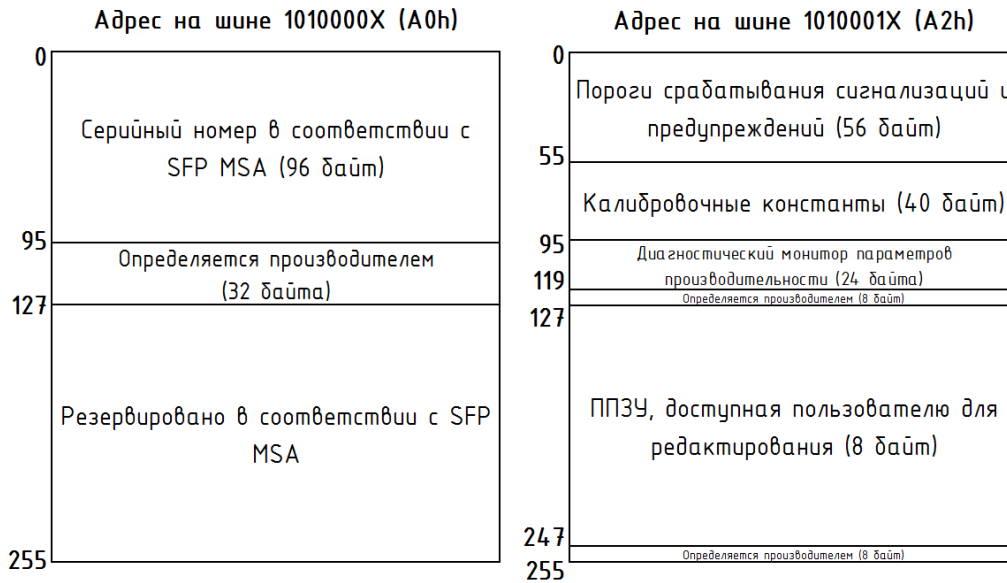 Адрес на шине 1010000X (A0h)
0
Серийный номер в соответствии с
SFP MSA (96 байт)
95
Определяется производителем
(32 байта)
127
Резервировано в соответствии с SFP
MSA
255
Адрес на шине 1010001X (A2h)
0
Пороги срабатывания сигнализаций и
предупреждений (56 байт)
55
Калибровочные константы (40 байт)
95
Диагностический монитор параметров
производительности (24 байта)
119
Определяется производителем (8 байт)
127
ППЗУ, доступная пользователю для
редактирования (8 байт)
247
Определяется производителем (8 байт)
255